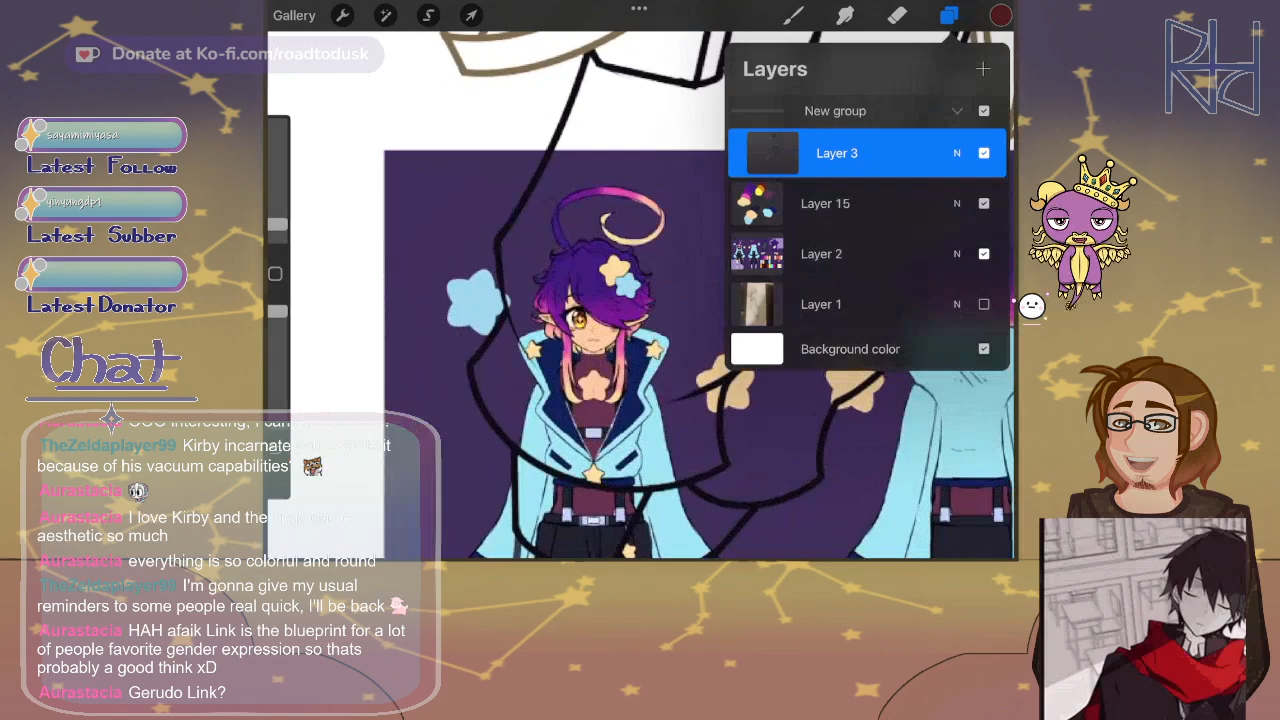 Gallery
Donate at Ko-fi.com/roadtodusk
sayamimiyasa
Latest Follow
yinyangdp1
Latest Subber
Latest Donator
Chat
TheZeldaplayer99 Kirby incarnate
because of his vacuum capabilities
Aurastacia
Aurastacia I love Kirby and the
aesthetic so much
Aurastacia everything is so colorful and round
TheZeldaplayer99 I'm gonna give my usual
reminders to some people real quick, I'll be back
Aurastacia HAH afaik Link is the blueprint for a lot
of people favorite gender expression so thats
probably a good think xD
Aurastacia Gerudo Link?
Layers
New group
Layer 3 N
Layer 15 N
Layer 2 N
Layer 1 N
Background color